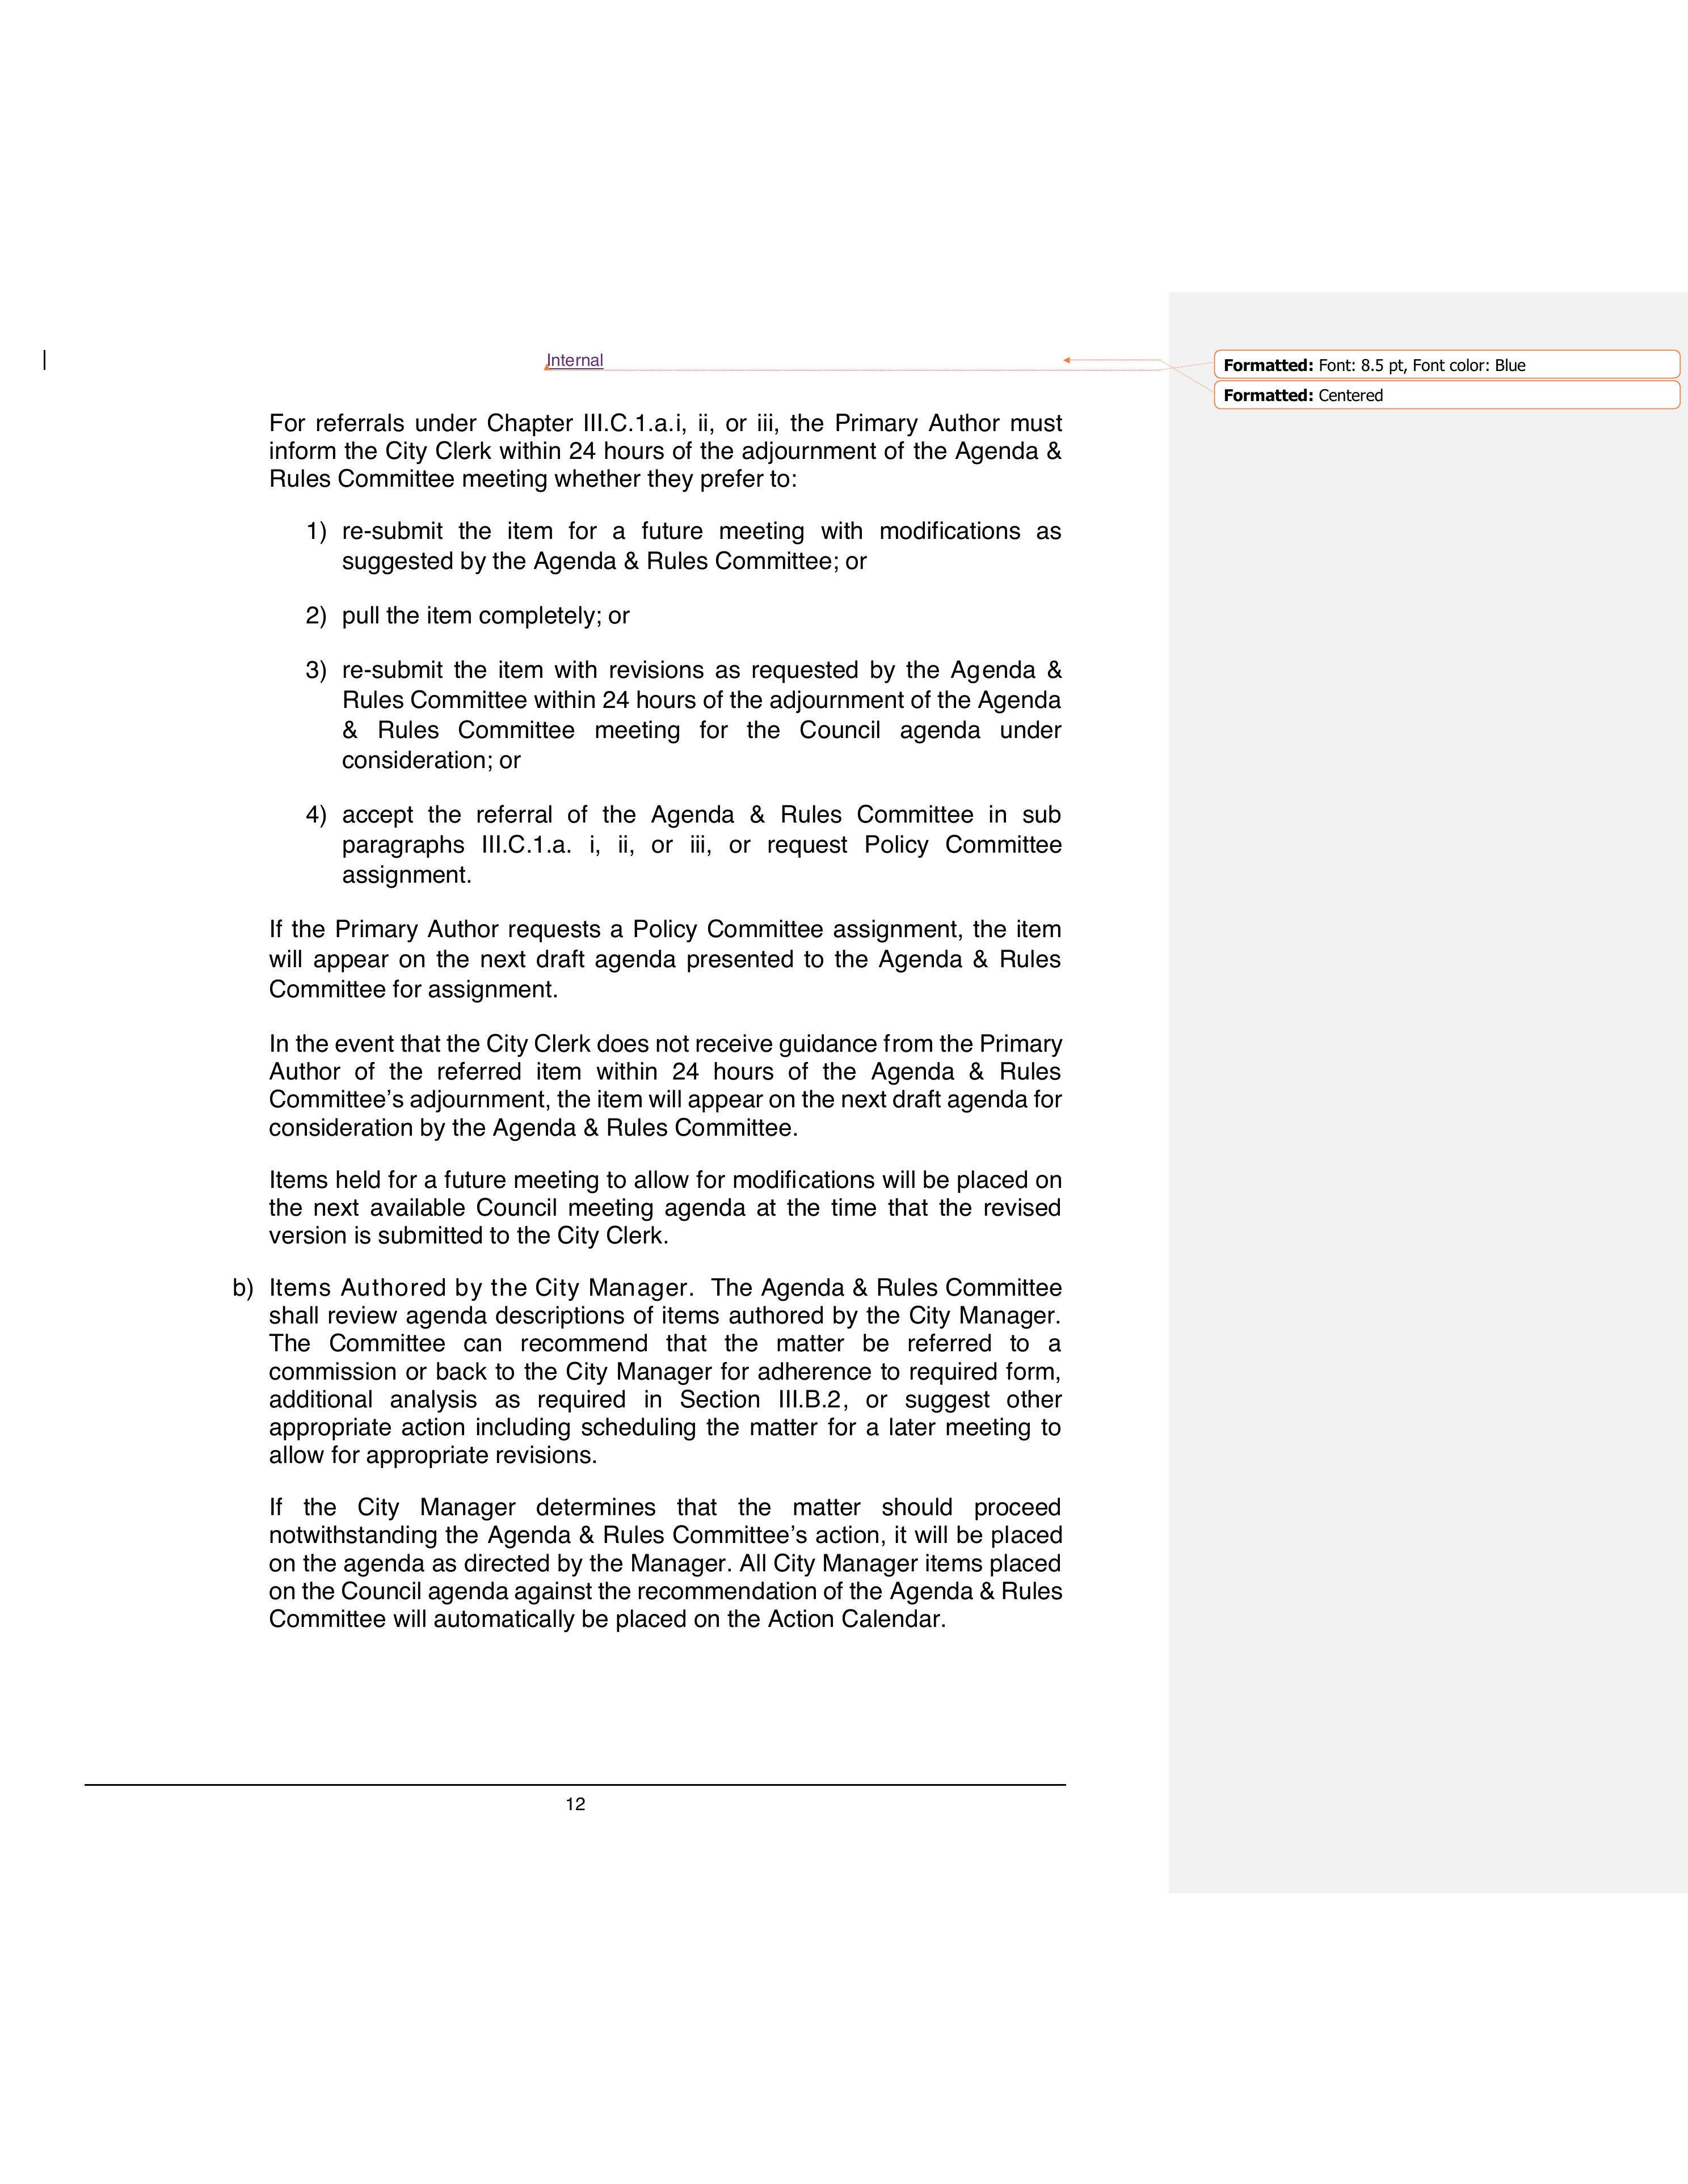 Internal
Formatted: Font: 8.5 pt, Font color: Blue
Formatted: Centered
For referrals under Chapter III.C.1.a.i, ii, or iii, the Primary Author must
inform the City Clerk within 24 hours of the adjournment of the Agenda &
Rules Committee meeting whether they prefer to:
1) re-submit the item for a future meeting with modifications as
suggested by the Agenda & Rules Committee; or
2) pull the item completely; or
3) re-submit the item with revisions as requested by the Agenda &
Rules Committee within 24 hours of the adjournment of the Agenda
& Rules Committee meeting for the Council agenda under
consideration; or
4) accept the referral of the Agenda & Rules Committee in sub
paragraphs III.C.1.a. i, ii, or iii, or request Policy Committee
assignment.
If the Primary Author requests a Policy Committee assignment, the item
will appear on the next draft agenda presented to the Agenda & Rules
Committee for assignment.
In the event that the City Clerk does not receive guidance from the Primary
Author of the referred item within 24 hours of the Agenda & Rules
Committee’s adjournment, the item will appear on the next draft agenda for
consideration by the Agenda & Rules Committee.
Items held for a future meeting to allow for modifications will be placed on
the next available Council meeting agenda at the time that the revised
version is submitted to the City Clerk.
b) Items Authored by the City Manager. The Agenda & Rules Committee
shall review agenda descriptions of items authored by the City Manager.
The Committee can recommend that the matter be referred to a
commission or back to the City Manager for adherence to required form,
additional analysis as required in Section III.B.2, or suggest other
appropriate action including scheduling the matter for a later meeting to
allow for appropriate revisions.
If the City Manager determines that the matter should proceed
notwithstanding the Agenda & Rules Committee’s action, it will be placed
on the agenda as directed by the Manager. All City Manager items placed
on the Council agenda against the recommendation of the Agenda & Rules
Committee will automatically be placed on the Action Calendar.
12